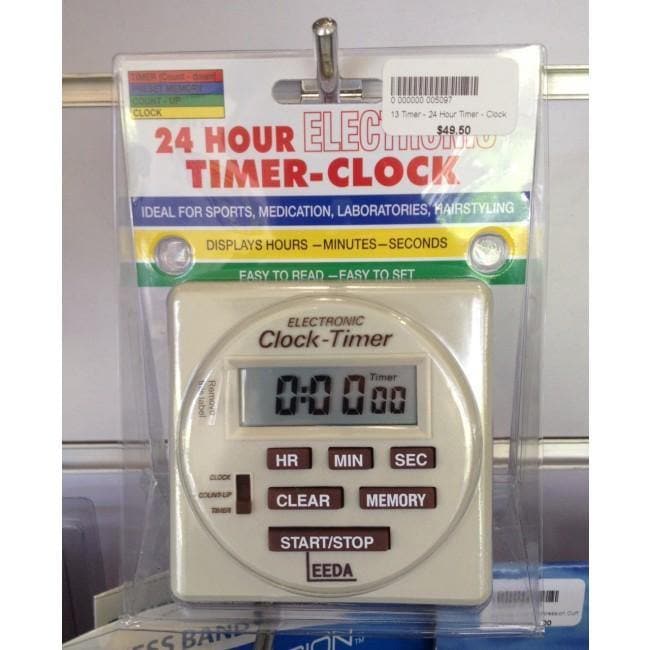 TIMER (Count - down)
PRESET MEMORY
COUNT - UP
CLOCK
0 000000 005097
13 Timer - 24 Hour Timer - Clock
$49.50
24 HOUR ELECTRONIC
TIMER-CLOCK
IDEAL FOR SPORTS, MEDICATION, LABORATORIES, HAIRSTYLING
DISPLAYS HOURS –MINUTES–SECONDS
EASY TO READ –EASY TO SET
ELECTRONIC
Clock-Timer
Remove
this label
Timer
0:00 00
HR MIN SEC
CLOCK
COUNT-UP
TIMER
CLEAR MEMORY
START/STOP
LEEDA
BAND